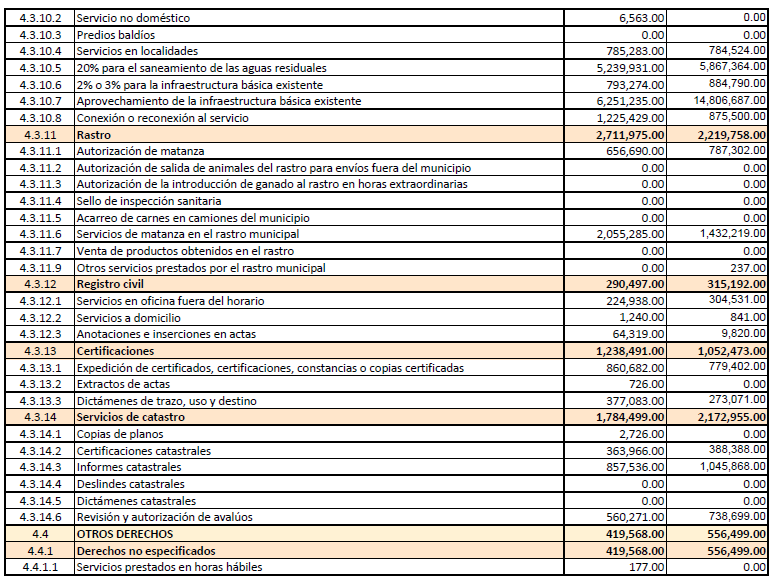 4.3.10.2 Servicio no doméstico 6,563.00 0.00
4.3.10.3 Predios baldíos 0.00 0.00
4.3.10.4 Servicios en localidades 785,283.00 784,524.00
4.3.10.5 20% para el saneamiento de las aguas residuales 5,239,931.00 5,867,364.00
4.3.10.6 2% o 3% para la infraestructura básica existente 793,274.00 884,790.00
4.3.10.7 Aprovechamiento de la infraestructura básica existente 6,251,235.00 14,806,687.00
4.3.10.8 Conexión o reconexión al servicio 1,225,429.00 875,500.00
4.3.11 Rastro 2,711,975.00 2,219,758.00
4.3.11.1 Autorización de matanza 656,690.00 787,302.00
4.3.11.2 Autorización de salida de animales del rastro para envíos fuera del municipio 0.00 0.00
4.3.11.3 Autorización de la introducción de ganado al rastro en horas extraordinarias 0.00 0.00
4.3.11.4 Sello de inspección sanitaria 0.00 0.00
4.3.11.5 Acarreo de carnes en camiones del municipio 0.00 0.00
4.3.11.6 Servicios de matanza en el rastro municipal 2,055,285.00 1,432,219.00
4.3.11.7 Venta de productos obtenidos en el rastro 0.00 0.00
4.3.11.9 Otros servicios prestados por el rastro municipal 0.00 237.00
4.3.12 Registro civil 290,497.00 315,192.00
4.3.12.1 Servicios en oficina fuera del horario 224,938.00 304,531.00
4.3.12.2 Servicios a domicilio 1,240.00 841.00
4.3.12.3 Anotaciones e inserciones en actas 64,319.00 9,820.00
4.3.13 Certificaciones 1,238,491.00 1,052,473.00
4.3.13.1 Expedición de certificados, certificaciones, constancias o copias certificadas 860,682.00 779,402.00
4.3.13.2 Extractos de actas 726.00 0.00
4.3.13.3 Dictámenes de trazo, uso y destino 377,083.00 273,071.00
4.3.14 Servicios de catastro 1,784,499.00 2,172,955.00
4.3.14.1 Copias de planos 2,726.00 0.00
4.3.14.2 Certificaciones catastrales 363,966.00 388,388.00
4.3.14.3 Informes catastrales 857,536.00 1,045,868.00
4.3.14.4 Deslindes catastrales 0.00 0.00
4.3.14.5 Dictámenes catastrales 0.00 0.00
4.3.14.6 Revisión y autorización de avalúos 560,271.00 738,699.00
4.4 OTROS DERECHOS 419,568.00 556,499.00
4.4.1 Derechos no especificados 419,568.00 556,499.00
4.4.1.1 Servicios prestados en horas hábiles 177.00 0.00